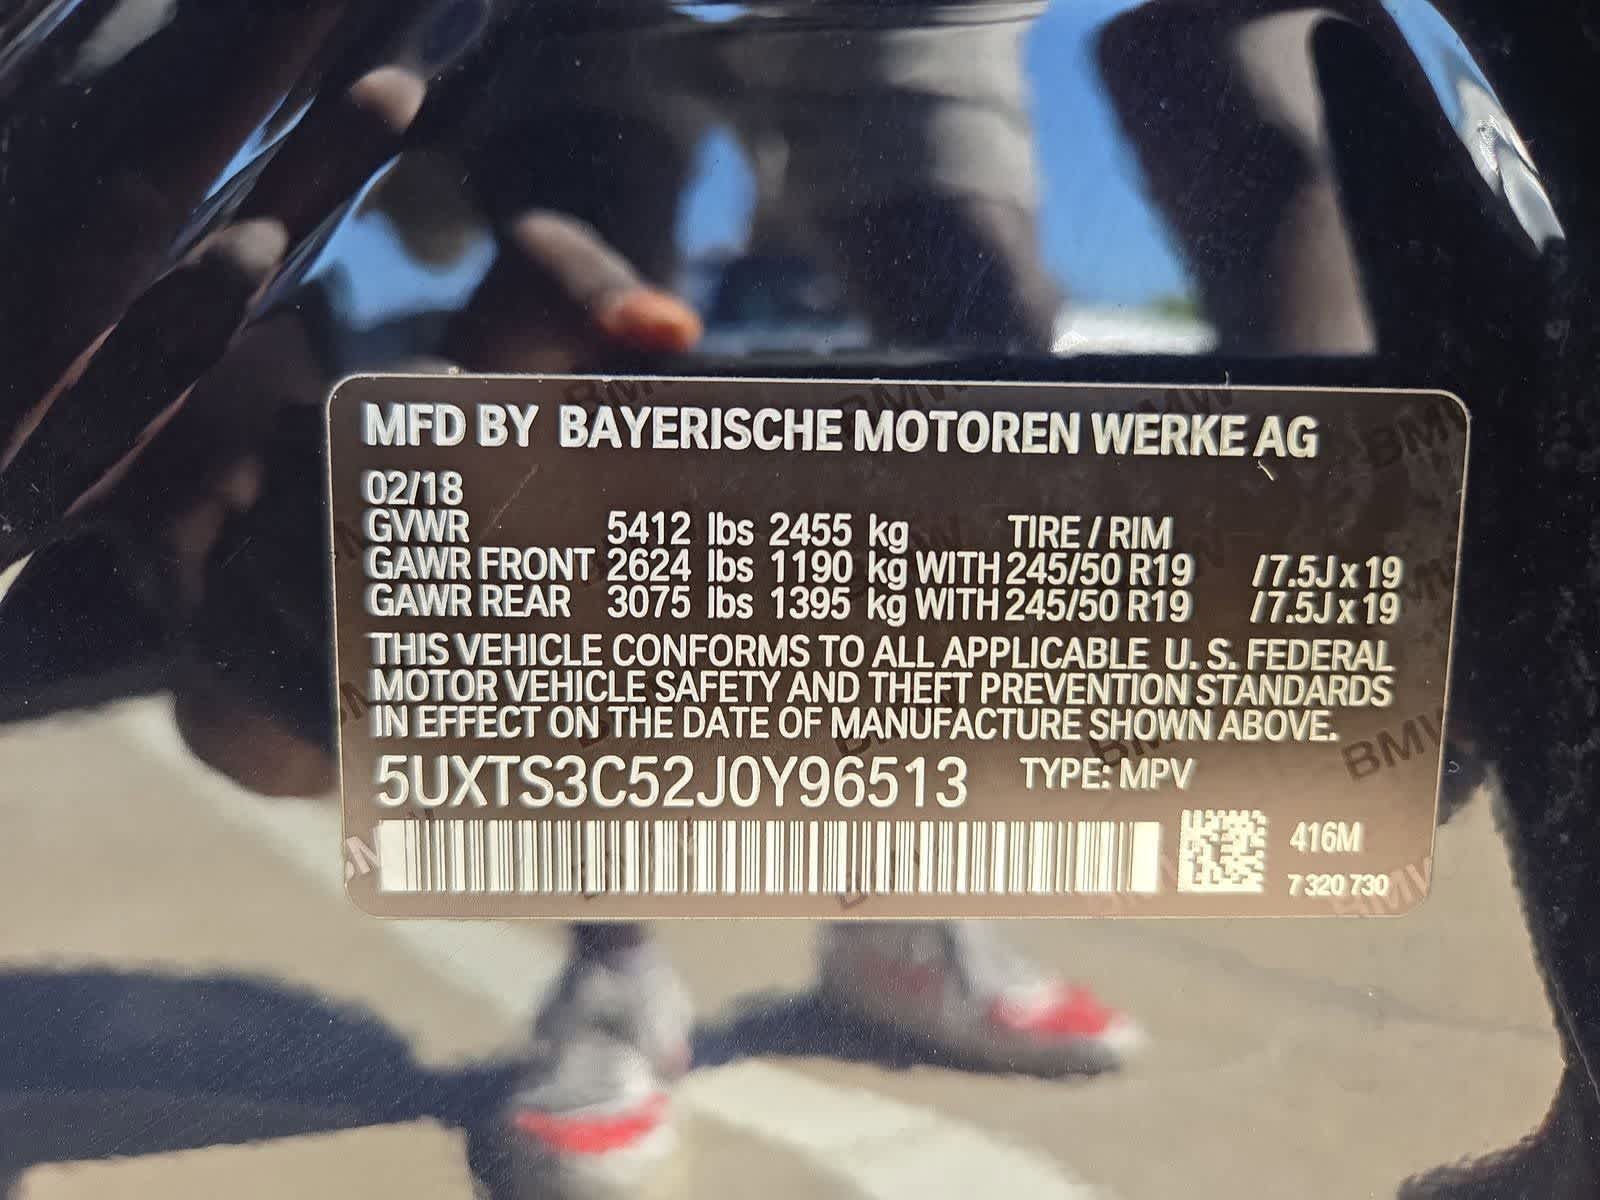 MFD BY BAYERISCHE MOTOREN WERKE AG
02/18
GVWR 5412 lbs 2455 kg TIRE / RIM
GAWR FRONT 2624 lbs 1190 kg WITH 245/50 R19 / 7.5J x 19
GAWR REAR 3075 lbs 1395 kg WITH 245/50 R19 / 7.5J x 19
THIS VEHICLE CONFORMS TO ALL APPLICABLE U. S. FEDERAL
MOTOR VEHICLE SAFETY AND THEFT PREVENTION STANDARDS
IN EFFECT ON THE DATE OF MANUFACTURE SHOWN ABOVE.
5UXTS3C52J0Y96513 TYPE: MPV
416M
7 320 730